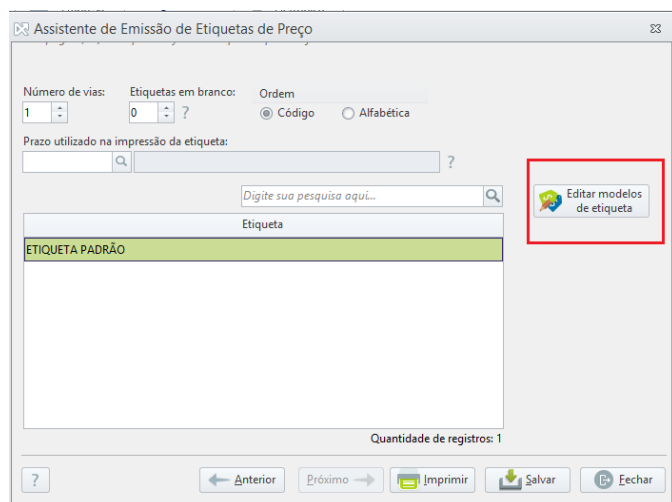 Assistente de Emissão de Etiquetas de Preço
Número de vias:
Etiquetas em branco:
Ordem
1
0
?
Código
Alfabética
Prazo utilizado na impressão da etiqueta:
?
Digite sua pesquisa aqui...
Editar modelos
de etiqueta
Etiqueta
ETIQUETA PADRÃO
Quantidade de registros: 1
?
Anterior
Próximo
Imprimir
Salvar
Fechar